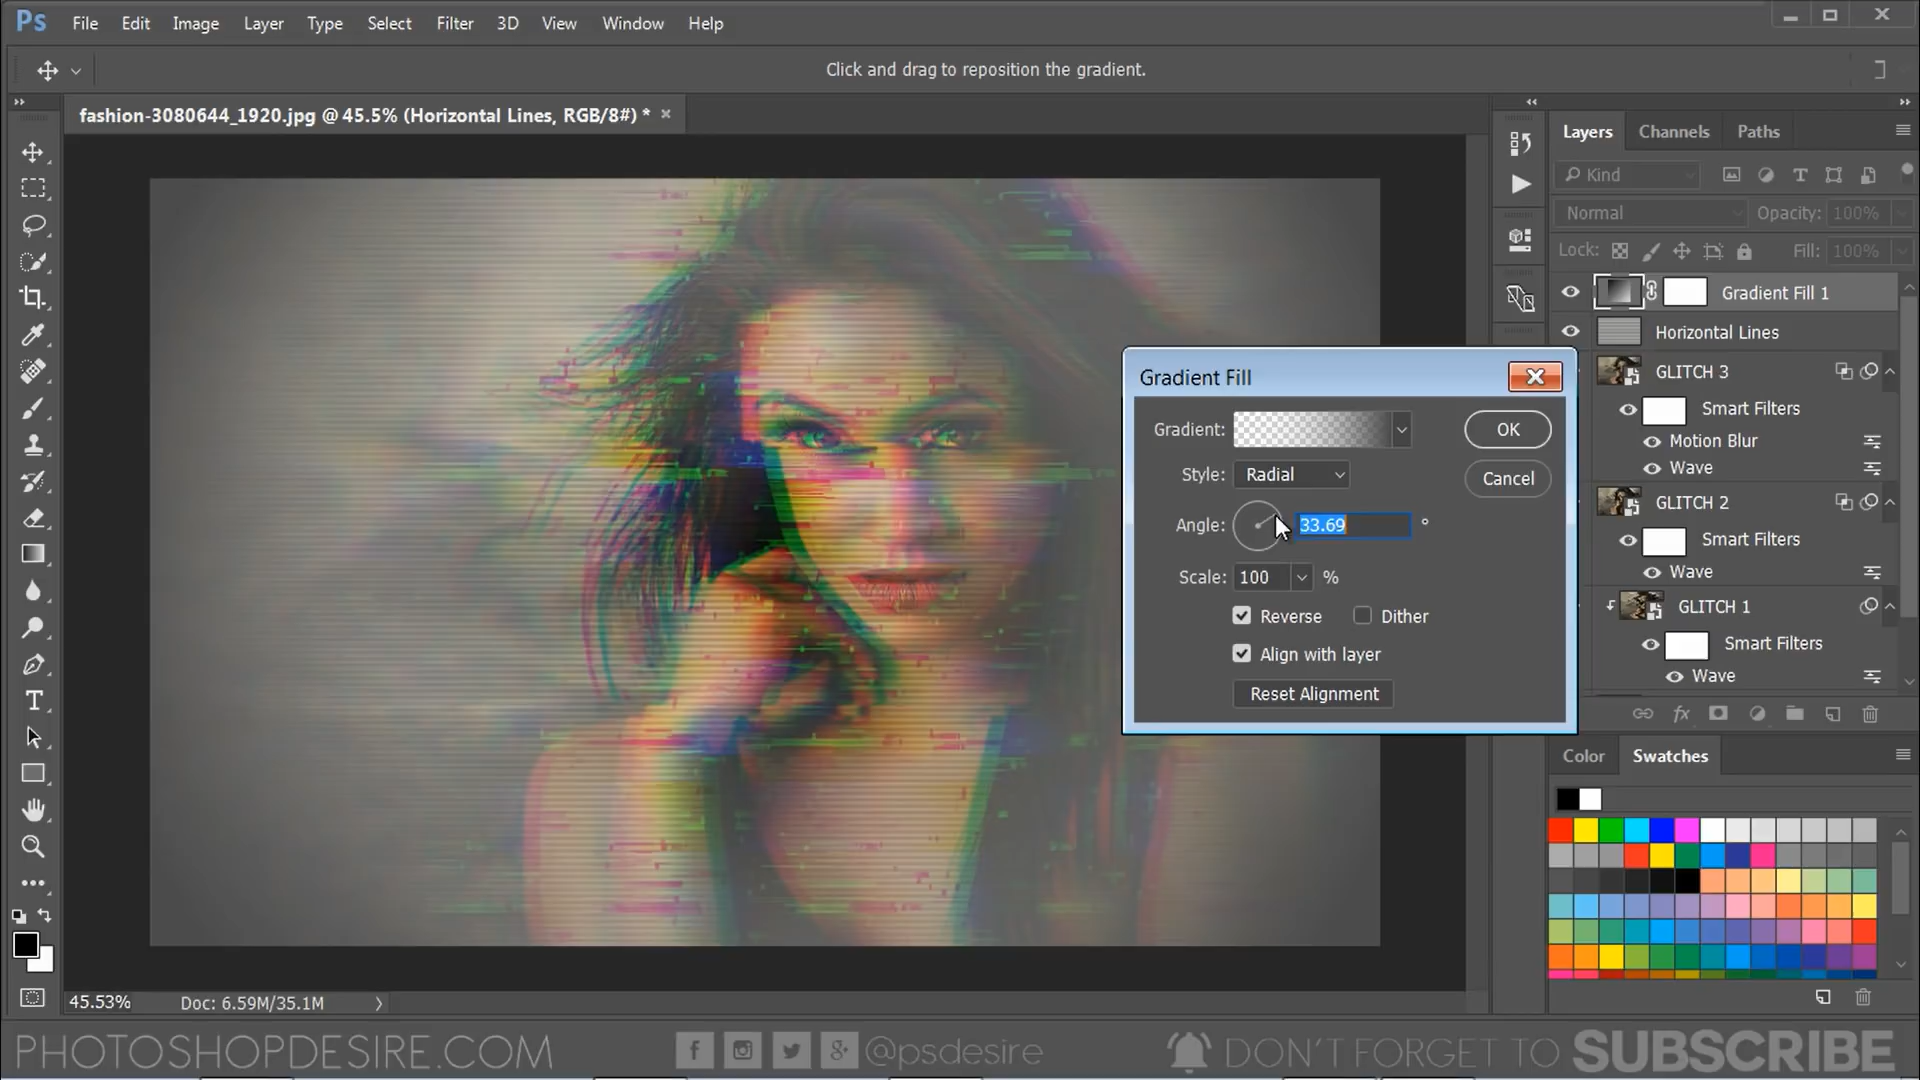 Ps File Edit Image Layer Type Select Filter 3D View Window Help
Click and drag to reposition the gradient.
fashion-3080644_1920.jpg @ 45.5% (Horizontal Lines, RGB/8#) * ×
Layers Channels Paths
Kind
Normal Opacity: 100%
Lock: Fill: 100%
Gradient Fill 1
Horizontal Lines
GLITCH 3
Smart Filters
Motion Blur
Wave
GLITCH 2
Smart Filters
Wave
GLITCH 1
Smart Filters
Wave
Gradient Fill
Gradient: OK
Style: Radial Cancel
Angle: 33.69 °
Scale: 100 %
Reverse Dither
Align with layer
Reset Alignment
Color Swatches
45.53% Doc: 6.59M/35.1M
PHOTOSHOPDESIRE.COM @psdesire DON'T FORGET TO SUBSCRIBE